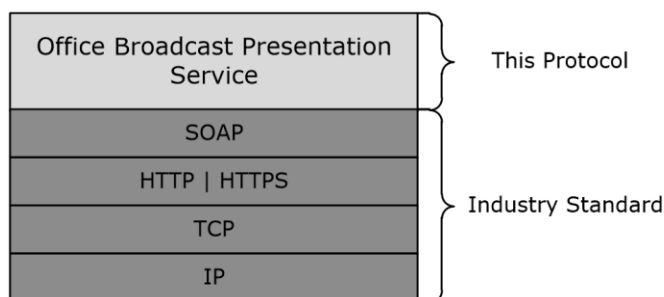 Office Broadcast Presentation
Service
This Protocol
SOAP
HTTP | HTTPS
TCP
IP
Industry Standard